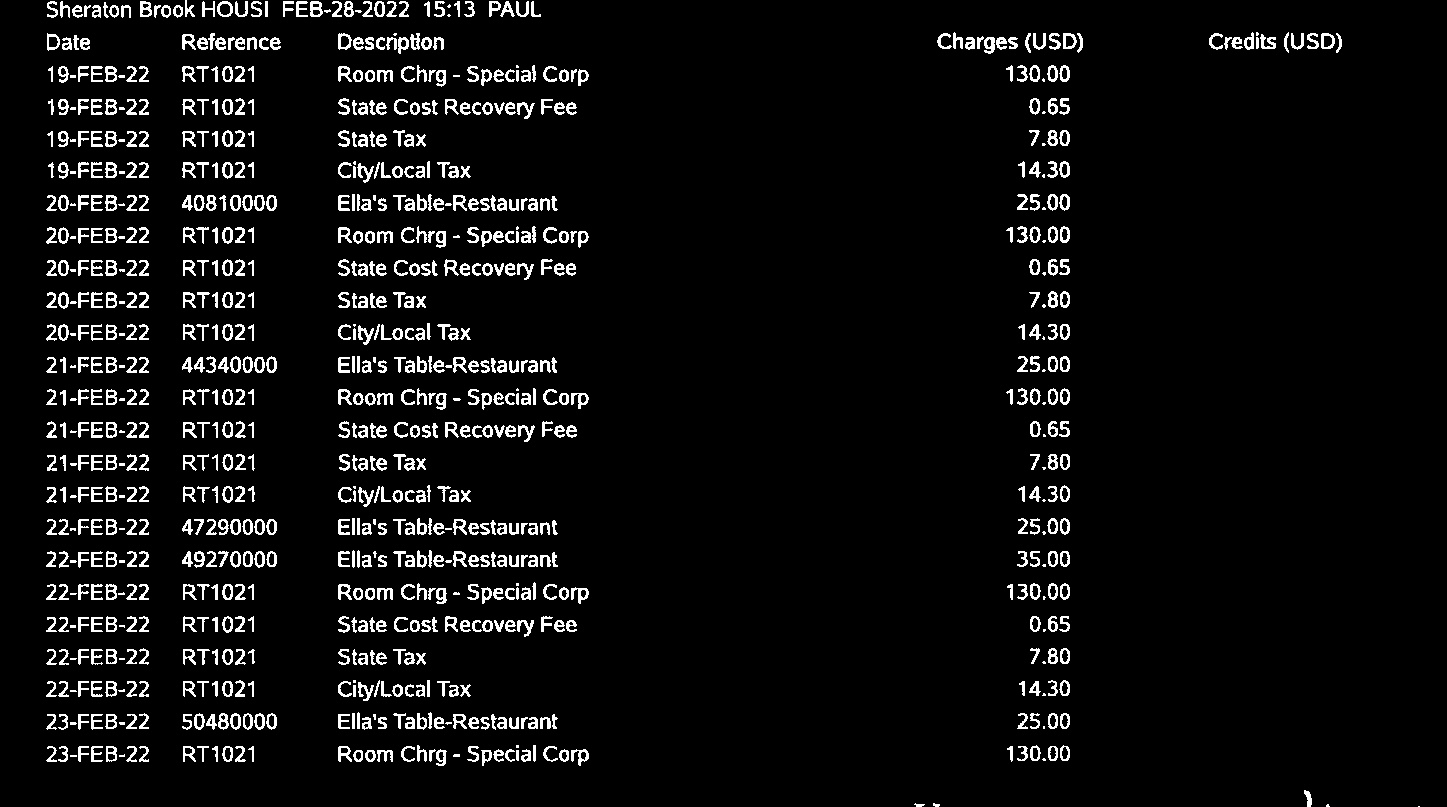 Sheraton Brook HOUSI FEB-28-2022 15:13 PAUL
Date Reference Description Charges (USD) Credits (USD)
19-FEB-22 RT1021 Room Chrg - Special Corp 130.00
19-FEB-22 RT1021 State Cost Recovery Fee 0.65
19-FEB-22 RT1021 State Tax 7.80
19-FEB-22 RT1021 City/Local Tax 14.30
20-FEB-22 40810000 Ella's Table-Restaurant 25.00
20-FEB-22 RT1021 Room Chrg - Special Corp 130.00
20-FEB-22 RT1021 State Cost Recovery Fee 0.65
20-FEB-22 RT1021 State Tax 7.80
20-FEB-22 RT1021 City/Local Tax 14.30
21-FEB-22 44340000 Ella's Table-Restaurant 25.00
21-FEB-22 RT1021 Room Chrg - Special Corp 130.00
21-FEB-22 RT1021 State Cost Recovery Fee 0.65
21-FEB-22 RT1021 State Tax 7.80
21-FEB-22 RT1021 City/Local Tax 14.30
22-FEB-22 47290000 Ella's Table-Restaurant 25.00
22-FEB-22 49270000 Ella's Table-Restaurant 35.00
22-FEB-22 RT1021 Room Chrg - Special Corp 130.00
22-FEB-22 RT1021 State Cost Recovery Fee 0.65
22-FEB-22 RT1021 State Tax 7.80
22-FEB-22 RT1021 City/Local Tax 14.30
23-FEB-22 50480000 Ella's Table-Restaurant 25.00
23-FEB-22 RT1021 Room Chrg - Special Corp 130.00